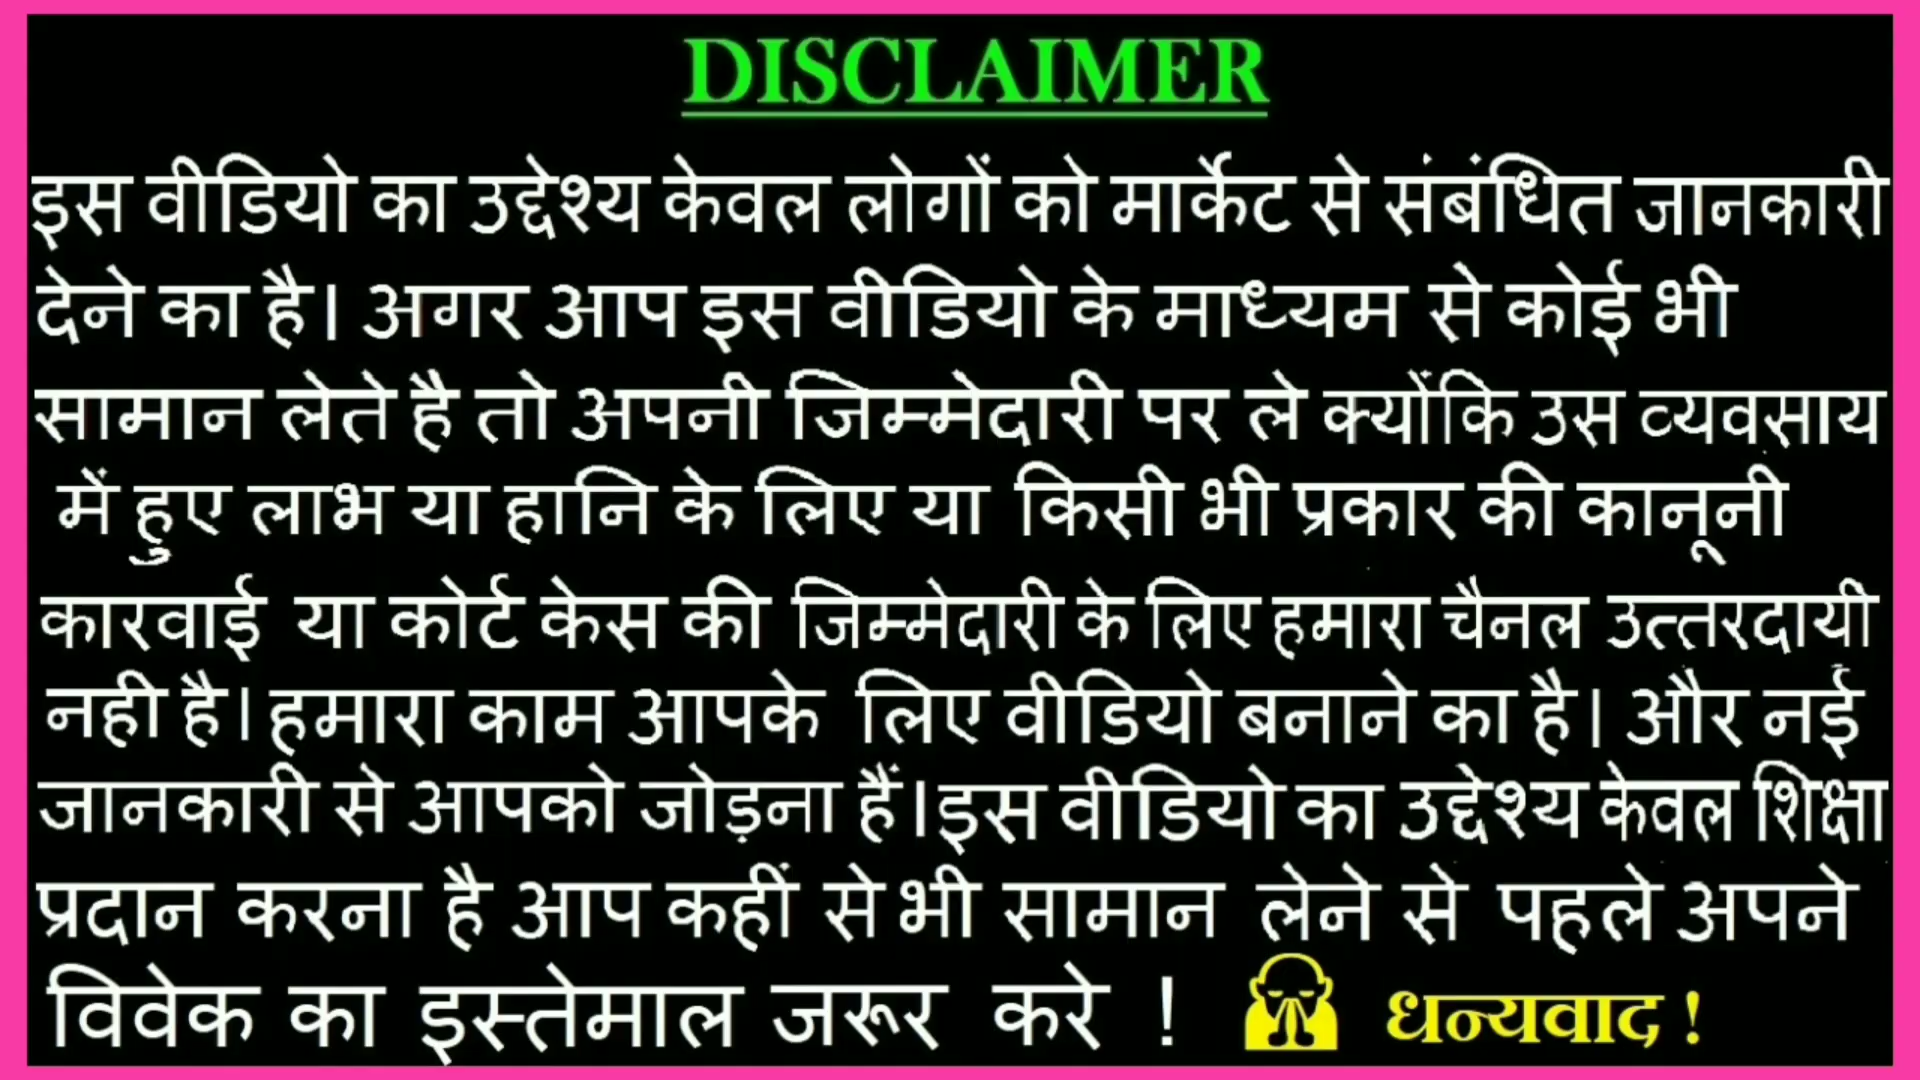 DISCLAIMER
इस वीडियो का उद्देश्य केवल लोगों को मार्केट से संबंधित जानकारी
देने का है। अगर आप इस वीडियो के माध्यम से कोई भी
सामान लेते है तो अपनी जिम्मेदारी पर ले क्योंकि उस व्यवसाय
में हुए लाभ या हानि के लिए या किसी भी प्रकार की कानूनी
कारवाई या कोर्ट केस की जिम्मेदारी के लिए हमारा चैनल उत्तरदायी
नही है। हमारा काम आपके लिए वीडियो बनाने का है। और नई
जानकारी से आपको जोड़ना हैं।इस वीडियो का उद्देश्य केवल शिक्षा
प्रदान करना है आप कहीं से भी सामान लेने से पहले अपने
विवेक का इस्तेमाल जरूर करे ! धन्यवाद !